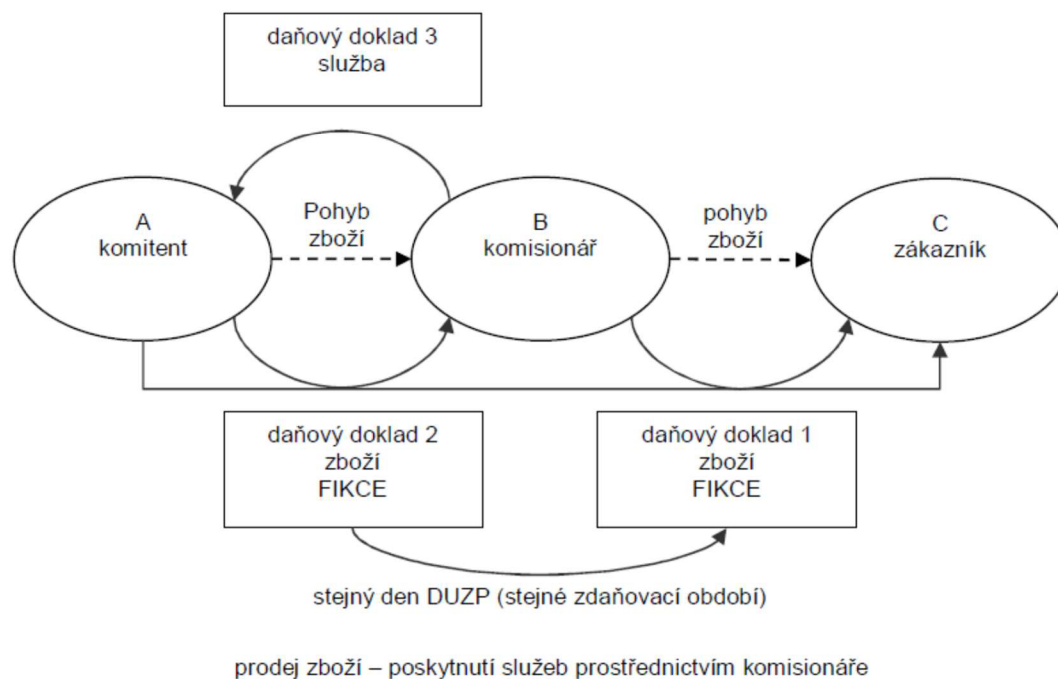 daňový doklad 3
služba
A
komitent
Pohyb
zboží
B
komisionář
pohyb
zboží
C
zákazník
daňový doklad 2
zboží
FIKCE
daňový doklad 1
zboží
FIKCE
stejný den DUZP (stejné zdaňovací období)
prodej zboží – poskytnutí služeb prostřednictvím komisionáře